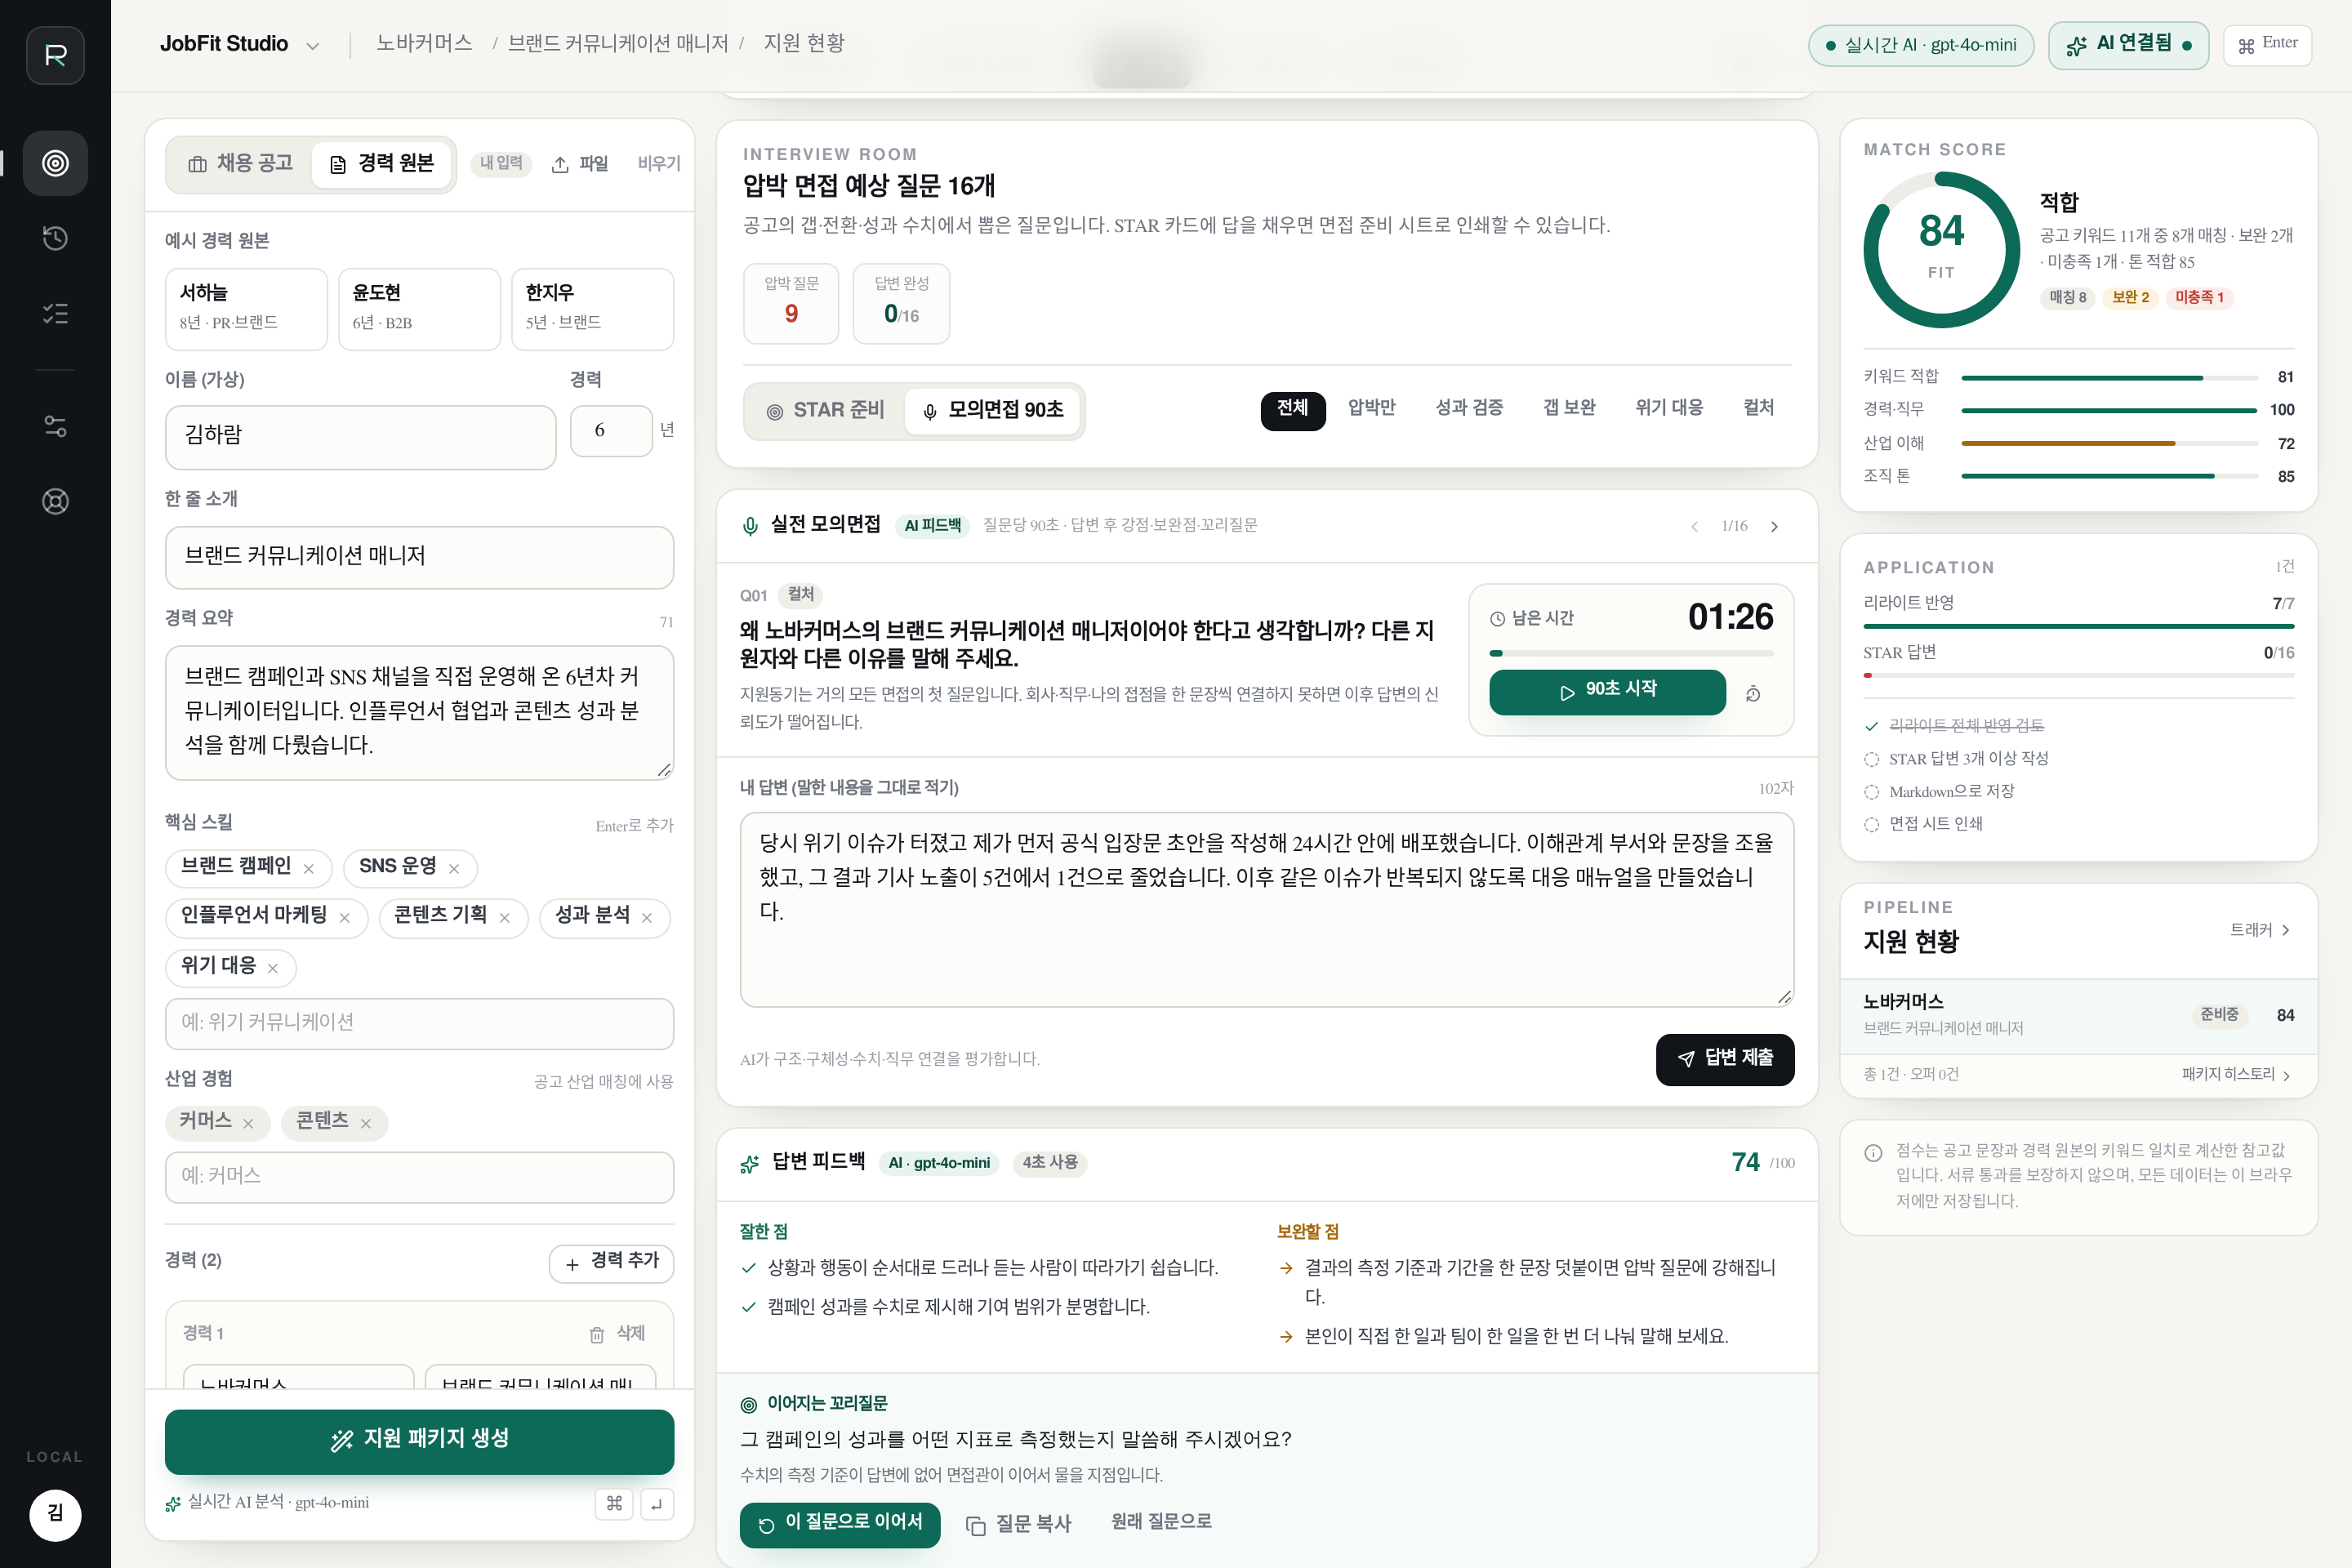 JobFit Studio
노바커머스 / 브랜드 커뮤니케이션 매니저 / 지원 현황
실시간 AI · gpt-4o-mini
AI 연결됨
⌘ Enter
채용 공고
경력 원본
내 입력
파일
비우기
예시 경력 원본
서하늘
8년 · PR·브랜드
윤도현
6년 · B2B
한지우
5년 · 브랜드
이름 (가상)
경력
김하람
6
년
한 줄 소개
브랜드 커뮤니케이션 매니저
경력 요약
71
브랜드 캠페인과 SNS 채널을 직접 운영해 온 6년차 커
뮤니케이터입니다. 인플루언서 협업과 콘텐츠 성과 분
석을 함께 다뤘습니다.
핵심 스킬
Enter로 추가
브랜드 캠페인 ×
SNS 운영 ×
인플루언서 마케팅 ×
콘텐츠 기획 ×
성과 분석 ×
위기 대응 ×
예: 위기 커뮤니케이션
산업 경험
공고 산업 매칭에 사용
커머스 ×
콘텐츠 ×
예: 커머스
경력 (2)
+ 경력 추가
경력 1
삭제
노바커머스
브랜드 커뮤니케이션 매니
지원 패키지 생성
실시간 AI 분석 · gpt-4o-mini
⌘ ↵
LOCAL
김
INTERVIEW ROOM
압박 면접 예상 질문 16개
공고의 갭·전환·성과 수치에서 뽑은 질문입니다. STAR 카드에 답을 채우면 면접 준비 시트로 인쇄할 수 있습니다.
압박 질문
9
답변 완성
0/16
STAR 준비
모의면접 90초
전체
압박만
성과 검증
갭 보완
위기 대응
컬처
실전 모의면접
AI 피드백
질문당 90초 · 답변 후 강점·보완점·꼬리질문
1/16
Q01
컬처
왜 노바커머스의 브랜드 커뮤니케이션 매니저이어야 한다고 생각합니까? 다른 지
원자와 다른 이유를 말해 주세요.
지원동기는 거의 모든 면접의 첫 질문입니다. 회사·직무·나의 접점을 한 문장씩 연결하지 못하면 이후 답변의 신
뢰도가 떨어집니다.
남은 시간
01:26
90초 시작
내 답변 (말한 내용을 그대로 적기)
102자
당시 위기 이슈가 터졌고 제가 먼저 공식 입장문 초안을 작성해 24시간 안에 배포했습니다. 이해관계 부서와 문장을 조율
했고, 그 결과 기사 노출이 5건에서 1건으로 줄었습니다. 이후 같은 이슈가 반복되지 않도록 대응 매뉴얼을 만들었습니
다.
AI가 구조·구체성·수치·직무 연결을 평가합니다.
답변 제출
답변 피드백
AI · gpt-4o-mini
4초 사용
74 /100
잘한 점
상황과 행동이 순서대로 드러나 듣는 사람이 따라가기 쉽습니다.
캠페인 성과를 수치로 제시해 기여 범위가 분명합니다.
보완할 점
결과의 측정 기준과 기간을 한 문장 덧붙이면 압박 질문에 강해집니
다.
본인이 직접 한 일과 팀이 한 일을 한 번 더 나눠 말해 보세요.
이어지는 꼬리질문
그 캠페인의 성과를 어떤 지표로 측정했는지 말씀해 주시겠어요?
수치의 측정 기준이 답변에 없어 면접관이 이어서 물을 지점입니다.
이 질문으로 이어서
질문 복사
원래 질문으로
MATCH SCORE
84
FIT
적합
공고 키워드 11개 중 8개 매칭 · 보완 2개
· 미충족 1개 · 톤 적합 85
매칭 8
보완 2
미충족 1
키워드 적합 81
경력·직무 100
산업 이해 72
조직 톤 85
APPLICATION
1건
리라이트 반영 7/7
STAR 답변 0/16
리라이트 전체 반영 검토
STAR 답변 3개 이상 작성
Markdown으로 저장
면접 시트 인쇄
PIPELINE
지원 현황
트래커
노바커머스
브랜드 커뮤니케이션 매니저
준비중
84
총 1건 · 오퍼 0건
패키지 히스토리
점수는 공고 문장과 경력 원본의 키워드 일치로 계산한 참고값
입니다. 서류 통과를 보장하지 않으며, 모든 데이터는 이 브라우
저에만 저장됩니다.